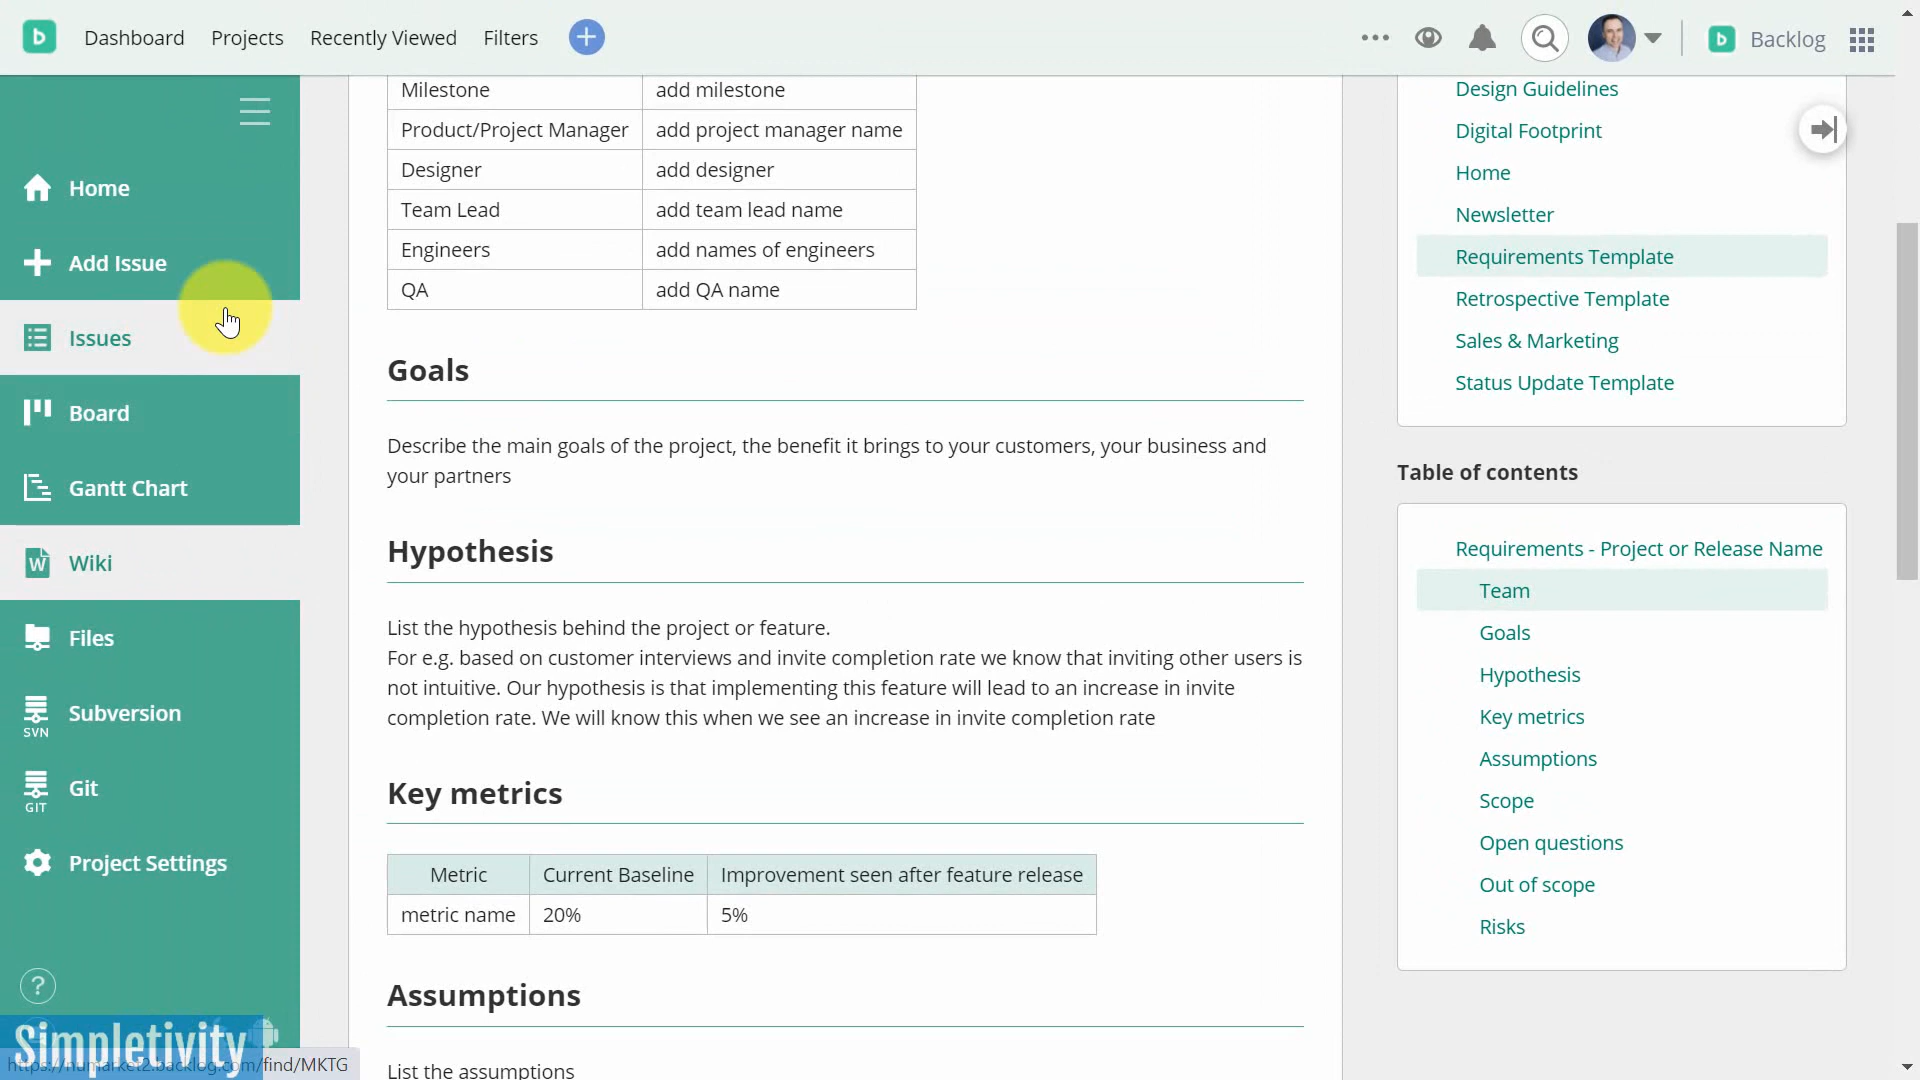 b Dashboard Projects Recently Viewed Filters
b Backlog
Home
Add Issue
Issues
Board
Gantt Chart
W Wiki
Files
SVN Subversion
GIT Git
Project Settings
?
Simpletivity
https://numarket2.backlog.com/find/MKTG
Milestone add milestone
Product/Project Manager add project manager name
Designer add designer
Team Lead add team lead name
Engineers add names of engineers
QA add QA name
Goals
Describe the main goals of the project, the benefit it brings to your customers, your business and
your partners
Hypothesis
List the hypothesis behind the project or feature.
For e.g. based on customer interviews and invite completion rate we know that inviting other users is
not intuitive. Our hypothesis is that implementing this feature will lead to an increase in invite
completion rate. We will know this when we see an increase in invite completion rate
Key metrics
Metric Current Baseline Improvement seen after feature release
metric name 20% 5%
Assumptions
List the assumptions
Design Guidelines
Digital Footprint
Home
Newsletter
Requirements Template
Retrospective Template
Sales & Marketing
Status Update Template
Table of contents
Requirements - Project or Release Name
Team
Goals
Hypothesis
Key metrics
Assumptions
Scope
Open questions
Out of scope
Risks